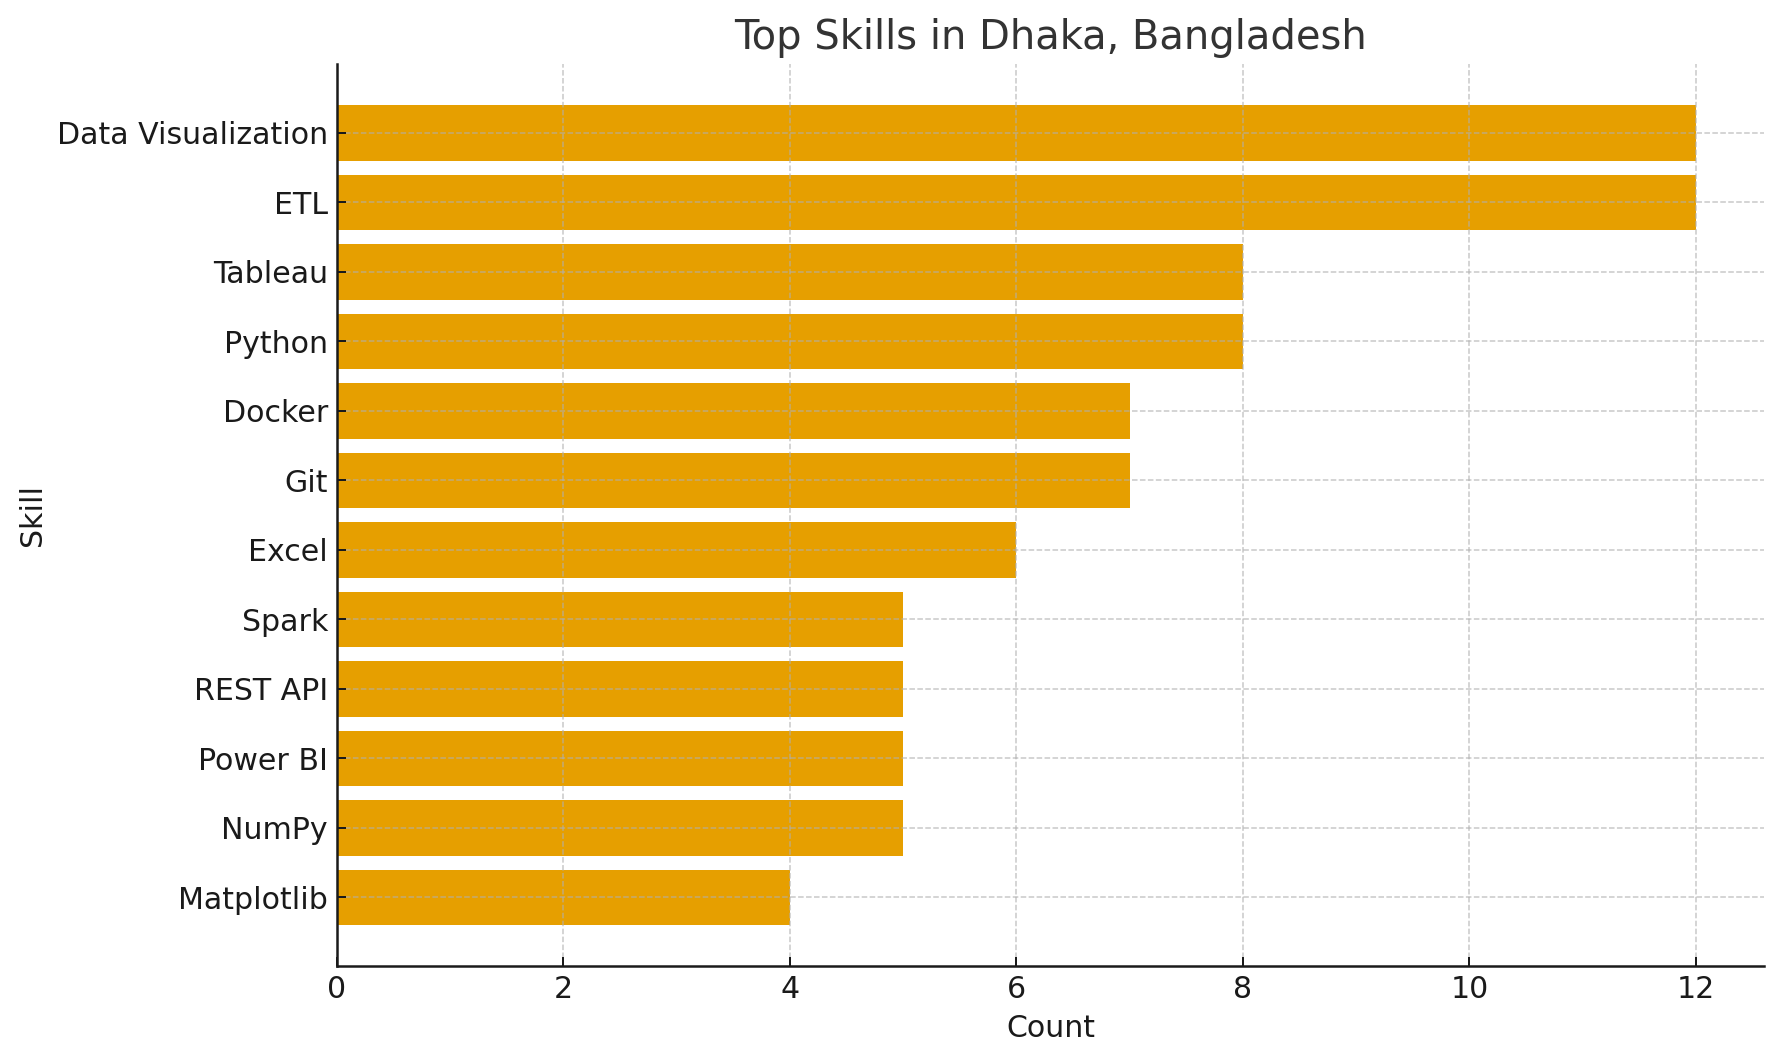 Top Skills in Dhaka, Bangladesh
Skill
Data Visualization
ETL
Tableau
Python
Docker
Git
Excel
Spark
REST API
Power BI
NumPy
Matplotlib
0 2 4 6 8 10 12
Count